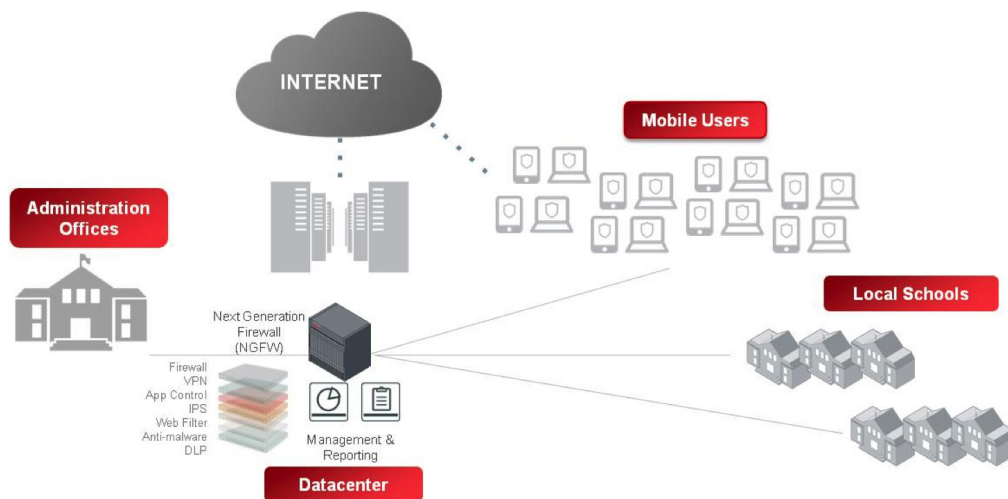 INTERNET
Mobile Users
Administration
Offices
Local Schools
Next Generation
Firewall
(NGFW)
Firewall
VPN
App Control
IPS
Web Filter
Anti-malware
DLP
Management &
Reporting
Datacenter